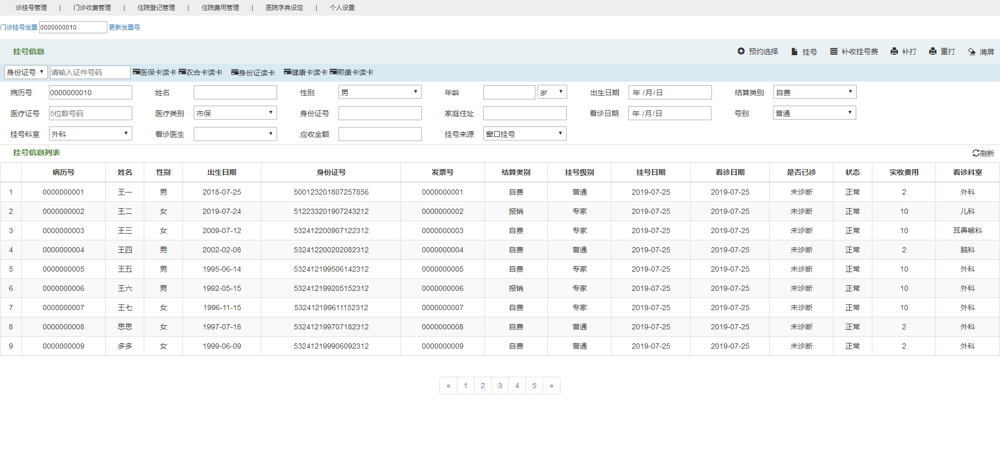 诊挂号管理 | 门诊收费管理 | 住院登记管理 | 住院费用管理 | 医院字典设定 | 个人设置
门诊挂号发票 0000000010 更新发票号
挂号信息 预约选择 挂号 补收挂号费 补打 重打 清屏
身份证号 请输入证件号码 医保卡读卡 农合卡读卡 身份证读卡 健康卡读卡 熙康卡读卡
病历号 0000000010 姓名 性别 男 年龄 岁 出生日期 年 /月/日 结算类别 自费
医疗证号 5位数号码 医疗类别 市保 身份证号 家庭住址 看诊日期 年 /月/日 号别 普通
挂号科室 外科 看诊医生 应收金额 挂号来源 窗口挂号
挂号信息列表 刷新
病历号 姓名 性别 出生日期 身份证号 发票号 结算类别 挂号级别 挂号日期 看诊日期 是否已诊 状态 实收费用 看诊科室
1 0000000001 王一 男 2018-07-25 500123201807257856 0000000001 自费 普通 2019-07-25 2019-07-25 未诊断 正常 2 外科
2 0000000002 王二 女 2019-07-24 512233201907243212 0000000002 报销 专家 2019-07-25 2019-07-25 未诊断 正常 10 儿科
3 0000000003 王三 女 2009-07-12 532412200907122312 0000000003 自费 专家 2019-07-25 2019-07-25 未诊断 正常 10 耳鼻喉科
4 0000000004 王四 男 2002-02-08 532412200202082312 0000000004 自费 普通 2019-07-25 2019-07-25 未诊断 正常 2 脑科
5 0000000005 王五 男 1995-06-14 532412199506142312 0000000005 自费 专家 2019-07-25 2019-07-25 未诊断 正常 10 外科
6 0000000006 王六 男 1992-05-15 532412199205152312 0000000006 报销 专家 2019-07-25 2019-07-25 未诊断 正常 10 外科
7 0000000007 王七 女 1996-11-15 532412199611152312 0000000007 自费 专家 2019-07-25 2019-07-25 未诊断 正常 10 外科
8 0000000008 思思 女 1997-07-18 532412199707182312 0000000008 自费 普通 2019-07-25 2019-07-25 未诊断 正常 2 外科
9 0000000009 多多 女 1999-06-09 532412199906092312 0000000009 自费 普通 2019-07-25 2019-07-25 未诊断 正常 2 外科
« 1 2 3 4 5 »